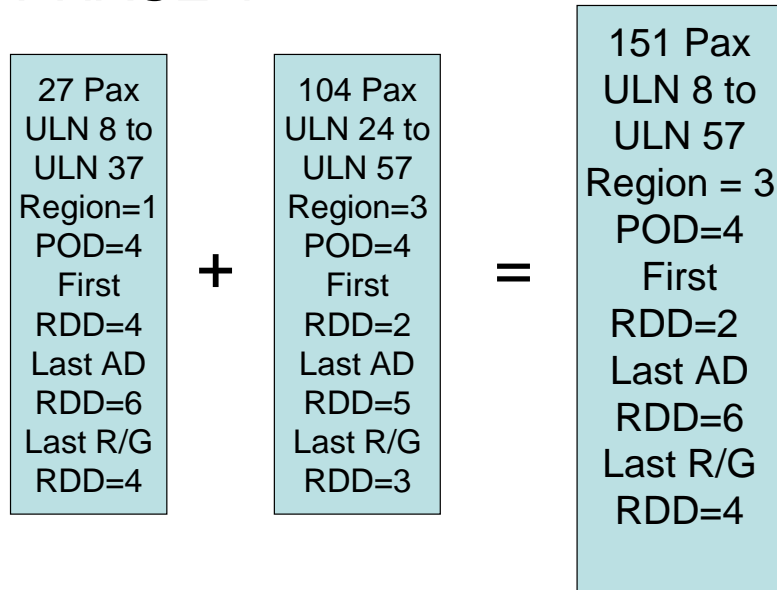 27 Pax
ULN 8 to
ULN 37
Region=1
POD=4
First
RDD=4
Last AD
RDD=6
Last R/G
RDD=4
+
104 Pax
ULN 24 to
ULN 57
Region=3
POD=4
First
RDD=2
Last AD
RDD=5
Last R/G
RDD=3
=
151 Pax
ULN 8 to
ULN 57
Region = 3
POD=4
First
RDD=2
Last AD
RDD=6
Last R/G
RDD=4